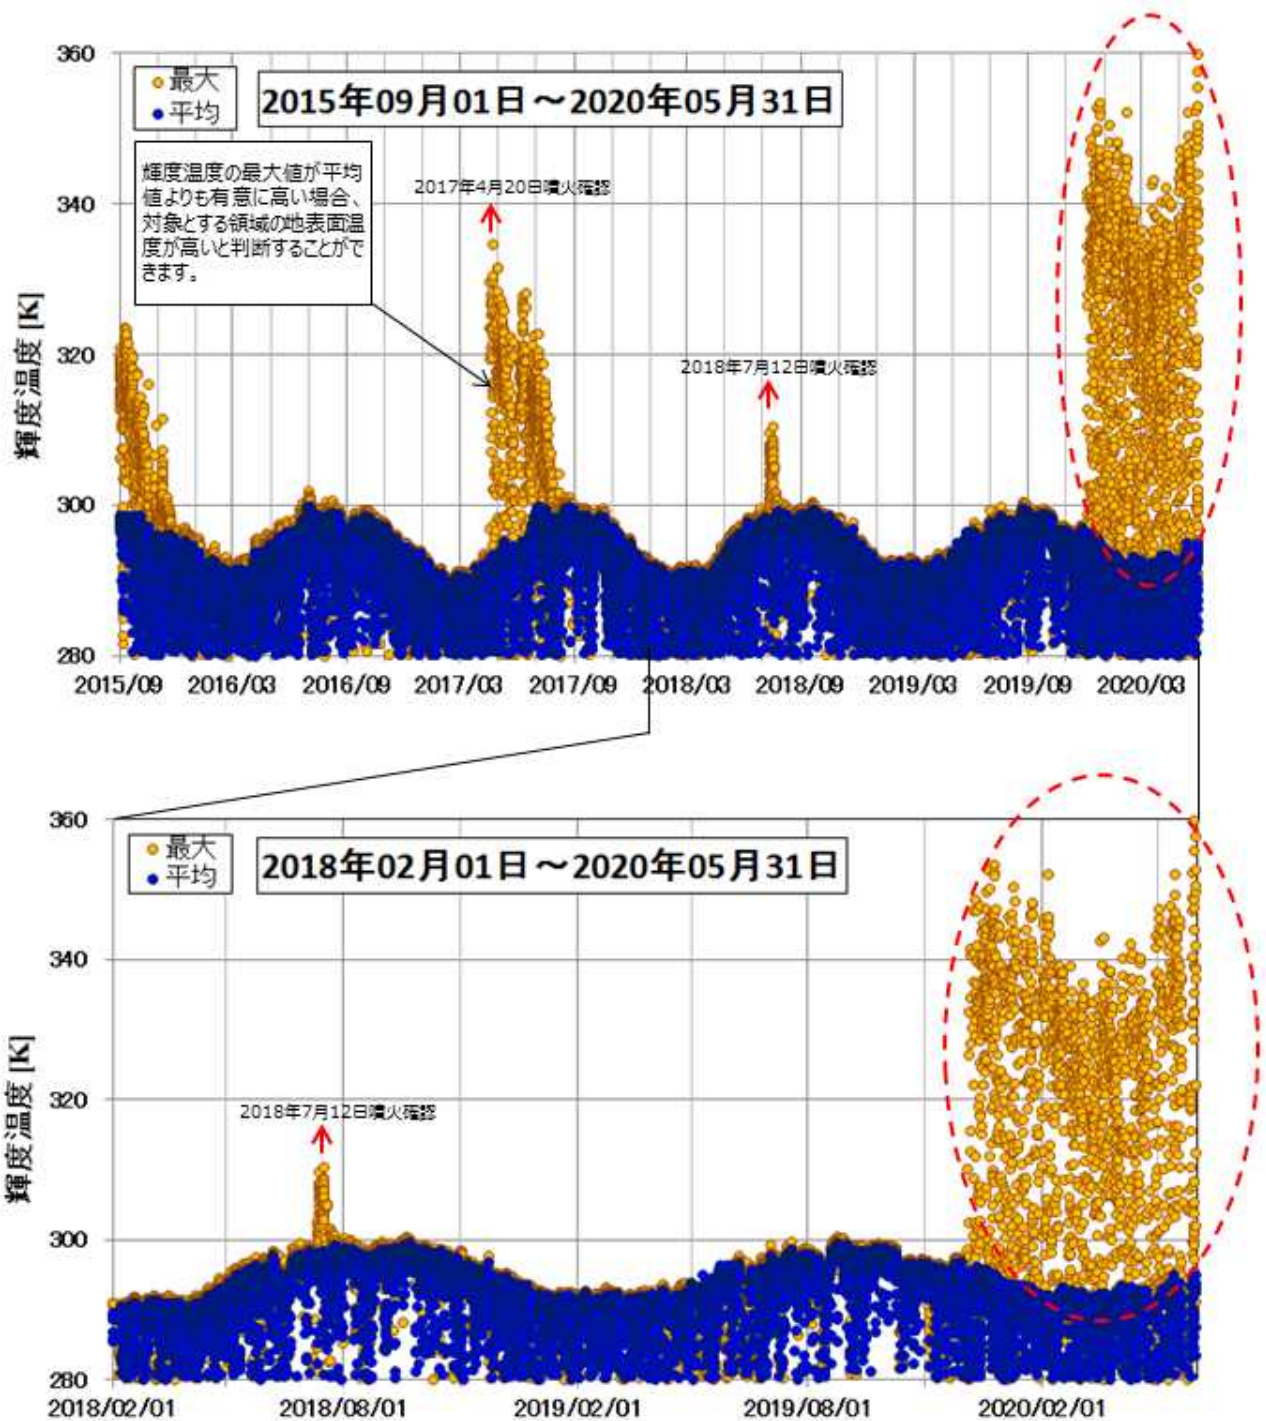 360
最大
平均
2015年09月01日～2020年05月31日
輝度温度の最大値が平均
値よりも有意に高い場合、
対象とする領域の地表面温
度が高いと判断することがで
きます。
2017年4月20日噴火確認
340
320
2018年7月12日噴火確認
輝度温度 [K]
300
280
2015/09 2016/03 2016/09 2017/03 2017/09 2018/03 2018/09 2019/03 2019/09 2020/03
360
最大
平均
2018年02月01日～2020年05月31日
340
320
2018年7月12日噴火確認
輝度温度 [K]
300
280
2018/02/01 2018/08/01 2019/02/01 2019/08/01 2020/02/01